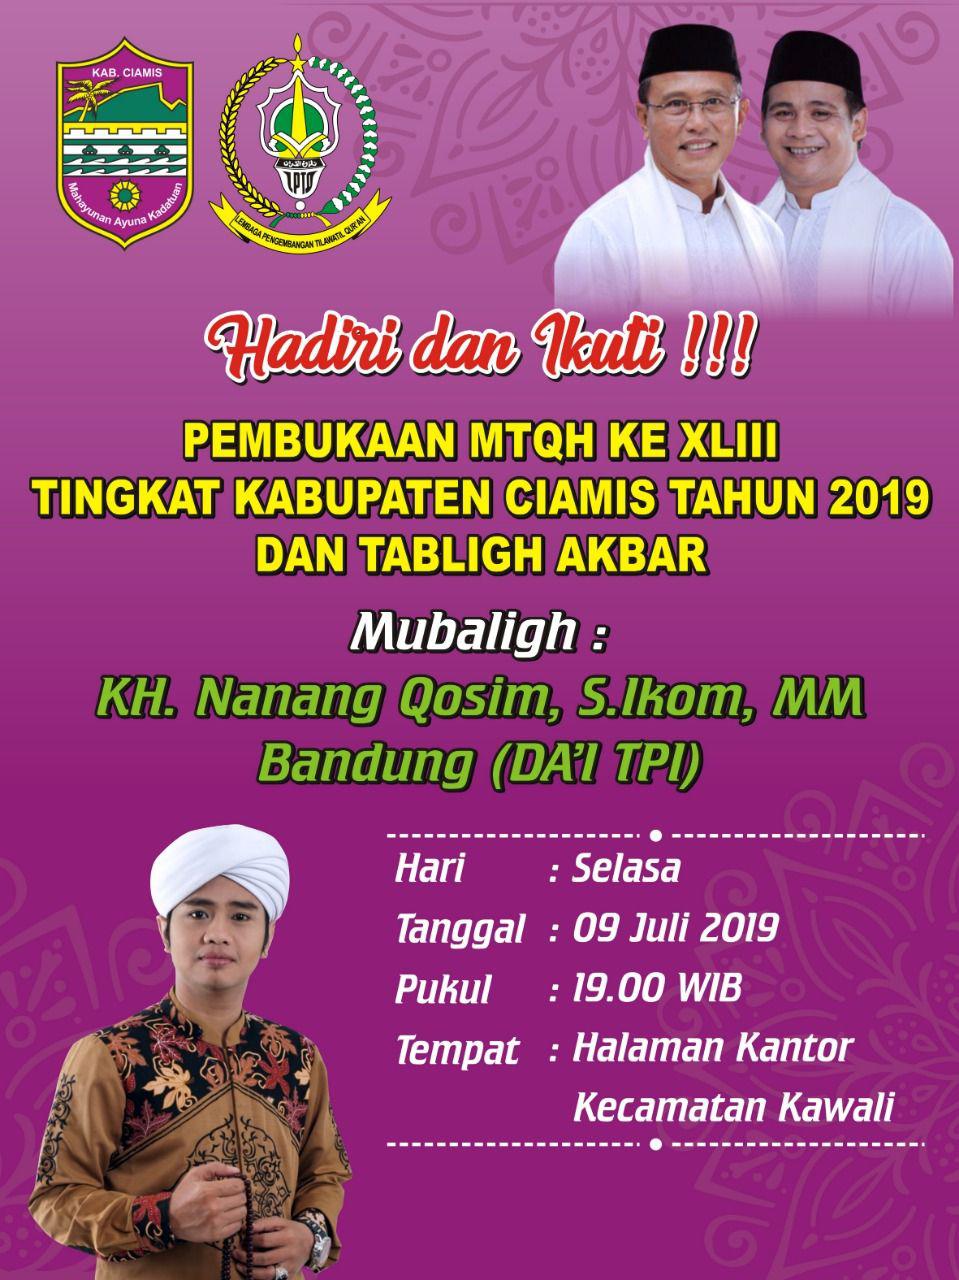 KAB. CIAMIS
Mahayunan Ayuna Kadatuan
LPTQ
LEMBAGA PENGEMBANGAN TILAWATIL QUR'AN
Hadiri dan Ikuti !!!
PEMBUKAAN MTQH KE XLIII
TINGKAT KABUPATEN CIAMIS TAHUN 2019
DAN TABLIGH AKBAR
Mubaligh :
KH. Nanang Qosim, S.Ikom, MM
Bandung (DA'I TPI)
Hari : Selasa
Tanggal : 09 Juli 2019
Pukul : 19.00 WIB
Tempat : Halaman Kantor
Kecamatan Kawali